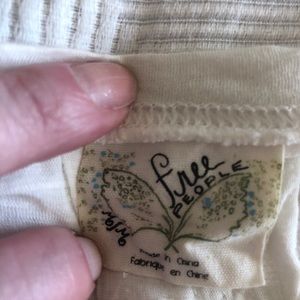 free
PEOPLE
M/M
made in China
fabriqué en Chine